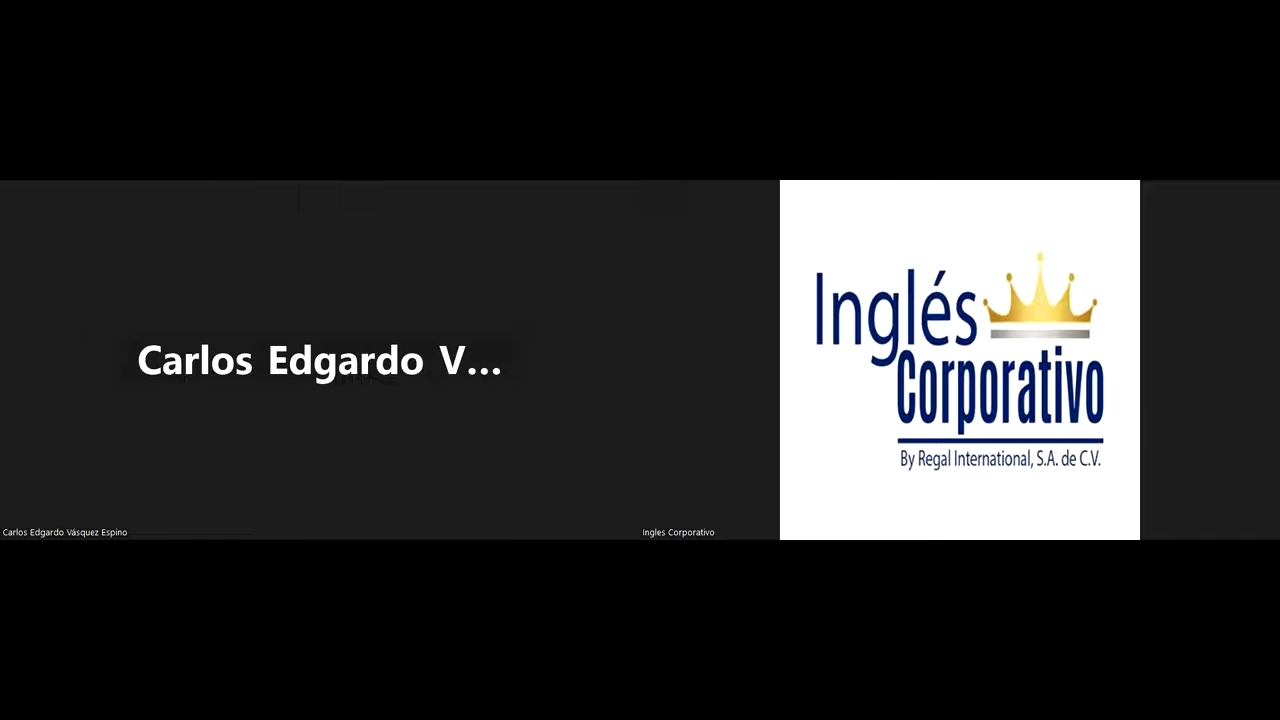 Carlos Edgardo V...
Carlos Edgardo Vásquez Espino
Inglés
Corporativo
By Regal International, S.A. de C.V.
Ingles Corporativo